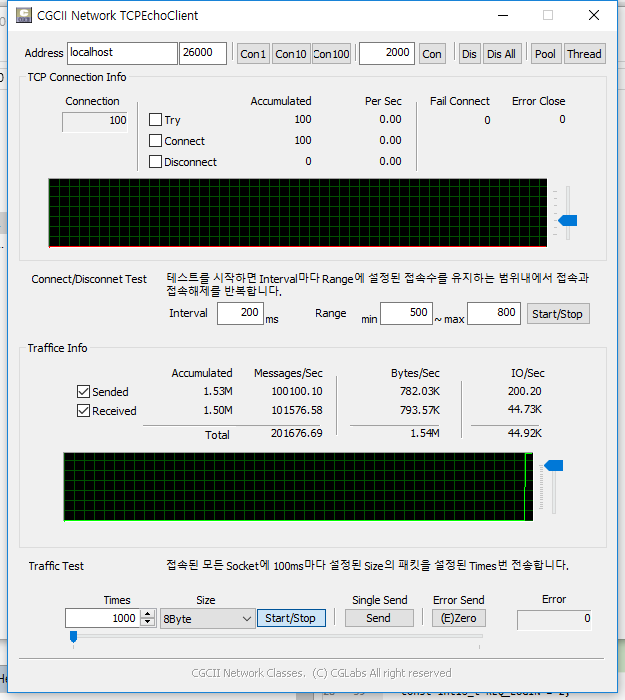 CGCII Network TCPEchoClient
Address localhost 26000 Con1 Con10 Con100 2000 Con Dis Dis All Pool Thread
TCP Connection Info
Connection Accumulated Per Sec Fail Connect Error Close
100 Try 100 0.00 0 0
Connect 100 0.00
Disconnect 0 0.00
Connect/Disconnet Test 테스트를 시작하면 Interval마다 Range에 설정된 접속수를 유지하는 범위내에서 접속과
접속해제를 반복합니다.
Interval 200 ms Range min 500 ~ max 800 Start/Stop
Traffice Info
Accumulated Messages/Sec Bytes/Sec IO/Sec
Sended 1.53M 100100.10 782.03K 200.20
Received 1.50M 101576.58 793.57K 44.73K
Total 201676.69 1.54M 44.92K
Traffic Test 접속된 모든 Socket에 100ms마다 설정된 Size의 패킷을 설정된 Times번 전송합니다.
Times Size Single Send Error Send Error
1000 8Byte Start/Stop Send (E)Zero 0
CGCII Network Classes. (C) CGLabs All right reserved